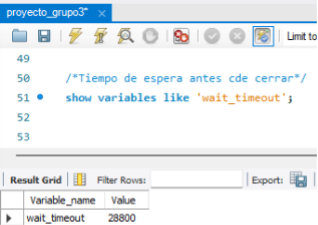 proyecto_grupo3*
Limit to
49
50 /*Tiempo de espera antes cde cerrar*/
51 show variables like 'wait_timeout';
52
53
Result Grid Filter Rows: Export:
Variable_name Value
wait_timeout 28800